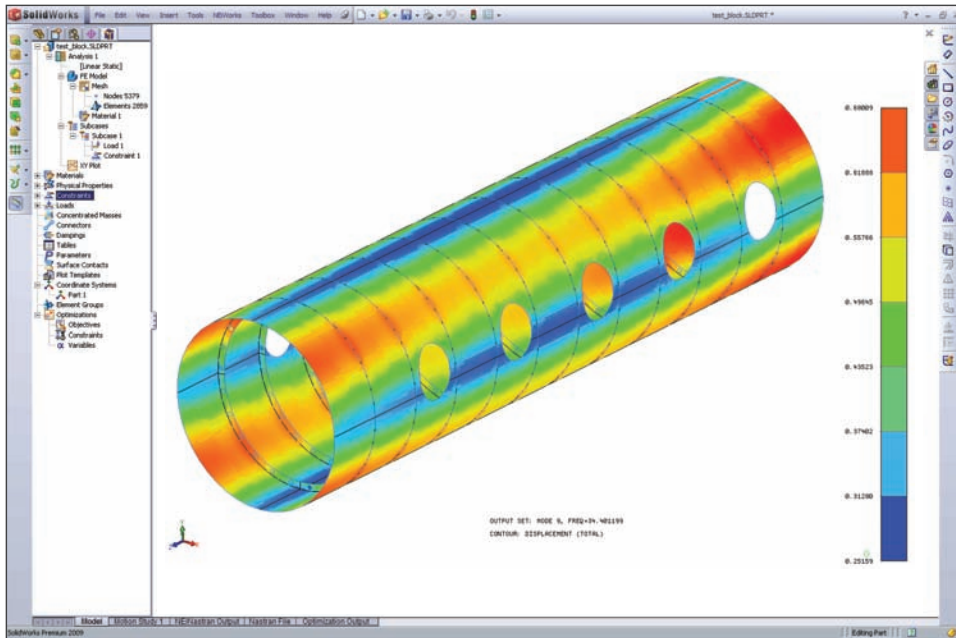 SolidWorks File Edit View Insert Tools NEiWorks Toolbox Window Help test_block.SLDPRT *
test_block.SLDPRT
Analysis 1
[Linear Static]
FE Model
Mesh
Nodes 5379
Elements 2859
Material 1
Subcases
Subcase 1
Load 1
Constraint 1
XY Plot
Materials
Physical Properties
Constraints
Loads
Concentrated Masses
Connectors
Dampings
Tables
Parameters
Surface Contacts
Plot Templates
Coordinate Systems
Part 1
Element Groups
Optimizations
Objectives
Constraints
Variables
0.55766
0.49645
0.43523
0.37402
0.31280
0.25159
OUTPUT SET: MODE 9, FREQ=34.401199
CONTOUR: DISPLACEMENT (TOTAL)
Model Motion Study 1 NEiNastran Output Nastran File Optimization Output
SolidWorks Premium 2009 Editing Part